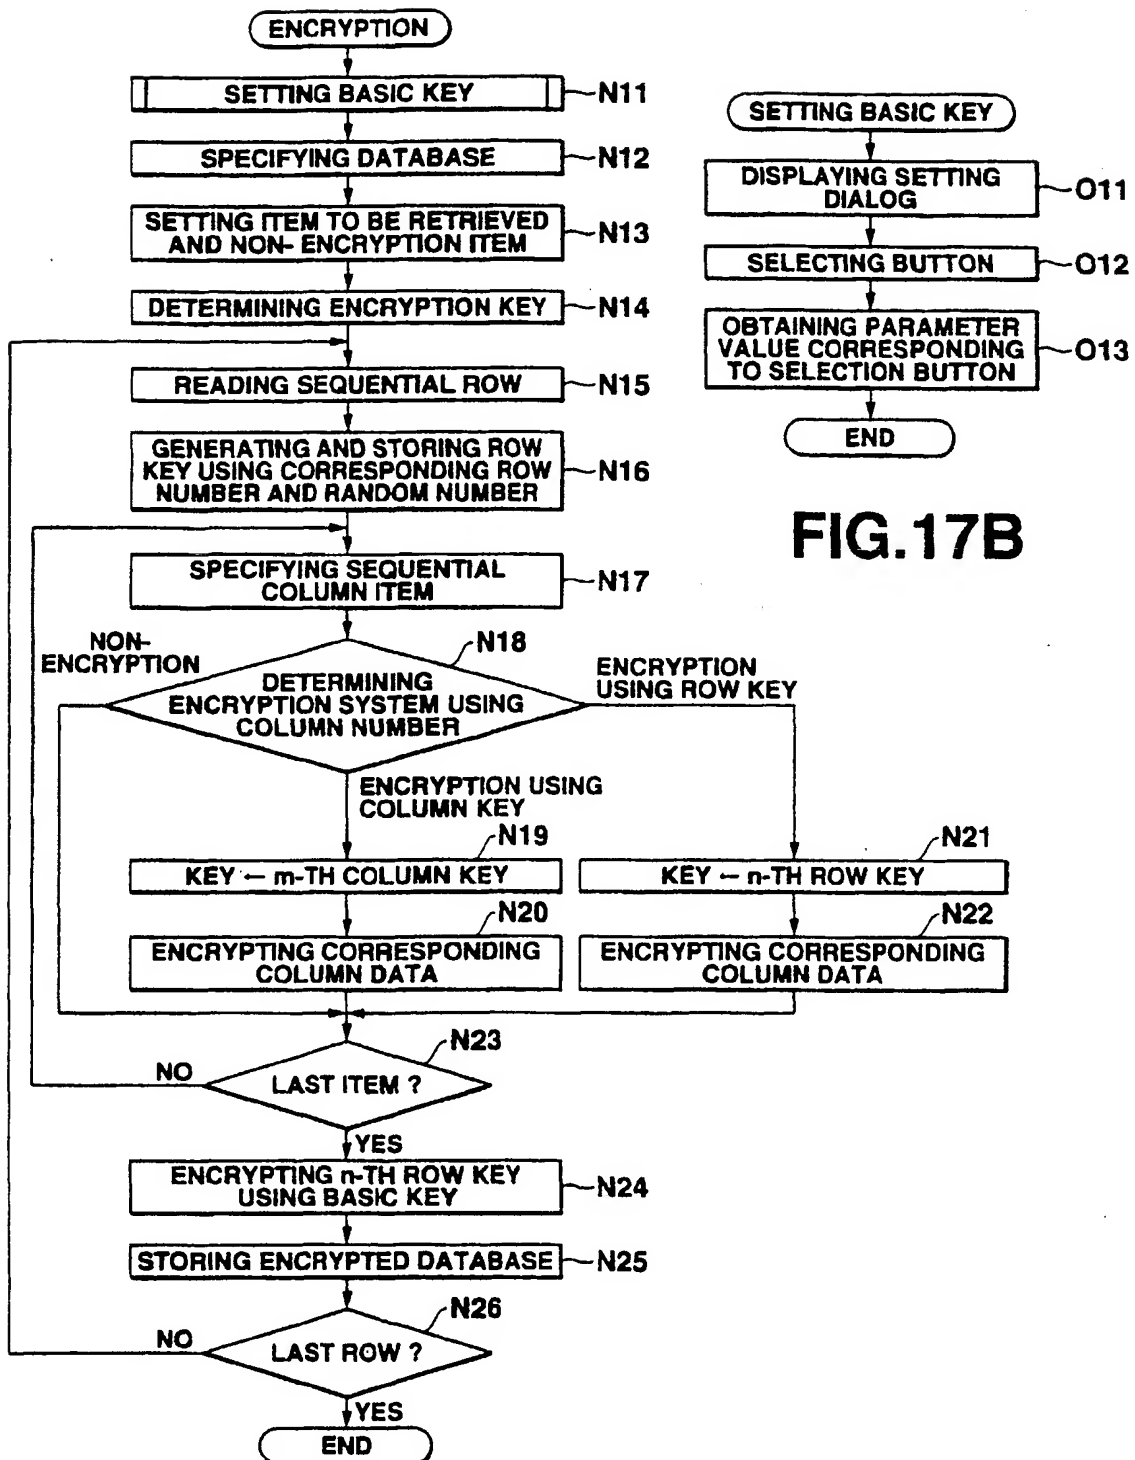 ENCRYPTION
SETTING BASIC KEY
N11
SPECIFYING DATABASE
N12
SETTING ITEM TO BE RETRIEVED
AND NON- ENCRYPTION ITEM
N13
DETERMINING ENCRYPTION KEY
N14
READING SEQUENTIAL ROW
N15
GENERATING AND STORING ROW
KEY USING CORRESPONDING ROW
NUMBER AND RANDOM NUMBER
N16
SPECIFYING SEQUENTIAL
COLUMN ITEM
N17
NON-
ENCRYPTION
N18
DETERMINING
ENCRYPTION SYSTEM USING
COLUMN NUMBER
ENCRYPTION
USING ROW KEY
ENCRYPTION USING
COLUMN KEY
N19
KEY ← m-TH COLUMN KEY
N20
ENCRYPTING CORRESPONDING
COLUMN DATA
N21
KEY ← n-TH ROW KEY
N22
ENCRYPTING CORRESPONDING
COLUMN DATA
N23
LAST ITEM ?
NO
YES
ENCRYPTING n-TH ROW KEY
USING BASIC KEY
N24
STORING ENCRYPTED DATABASE
N25
N26
LAST ROW ?
NO
YES
END
SETTING BASIC KEY
DISPLAYING SETTING
DIALOG
O11
SELECTING BUTTON
O12
OBTAINING PARAMETER
VALUE CORRESPONDING
TO SELECTION BUTTON
O13
END
FIG.17B